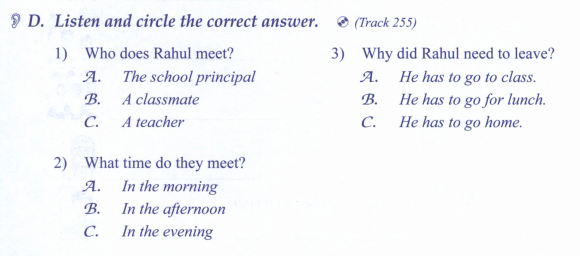 D. Listen and circle the correct answer. (Track 255)
1) Who does Rahul meet?
A. The school principal
B. A classmate
C. A teacher
2) What time do they meet?
A. In the morning
B. In the afternoon
C. In the evening
3) Why did Rahul need to leave?
A. He has to go to class.
B. He has to go for lunch.
C. He has to go home.